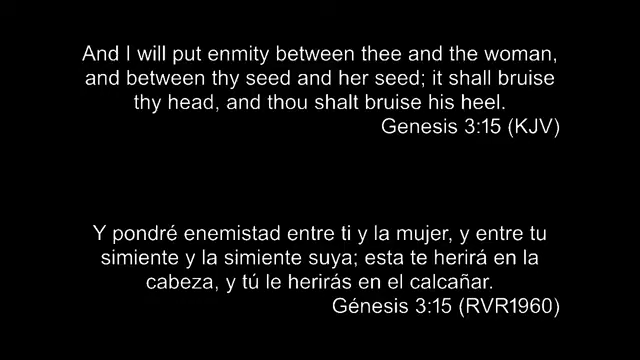 And I will put enmity between thee and the woman,
and between thy seed and her seed; it shall bruise
thy head, and thou shalt bruise his heel.
Genesis 3:15 (KJV)
Y pondré enemistad entre ti y la mujer, y entre tu
simiente y la simiente suya; esta te herirá en la
cabeza, y tú le herirás en el calcañar.
Génesis 3:15 (RVR1960)